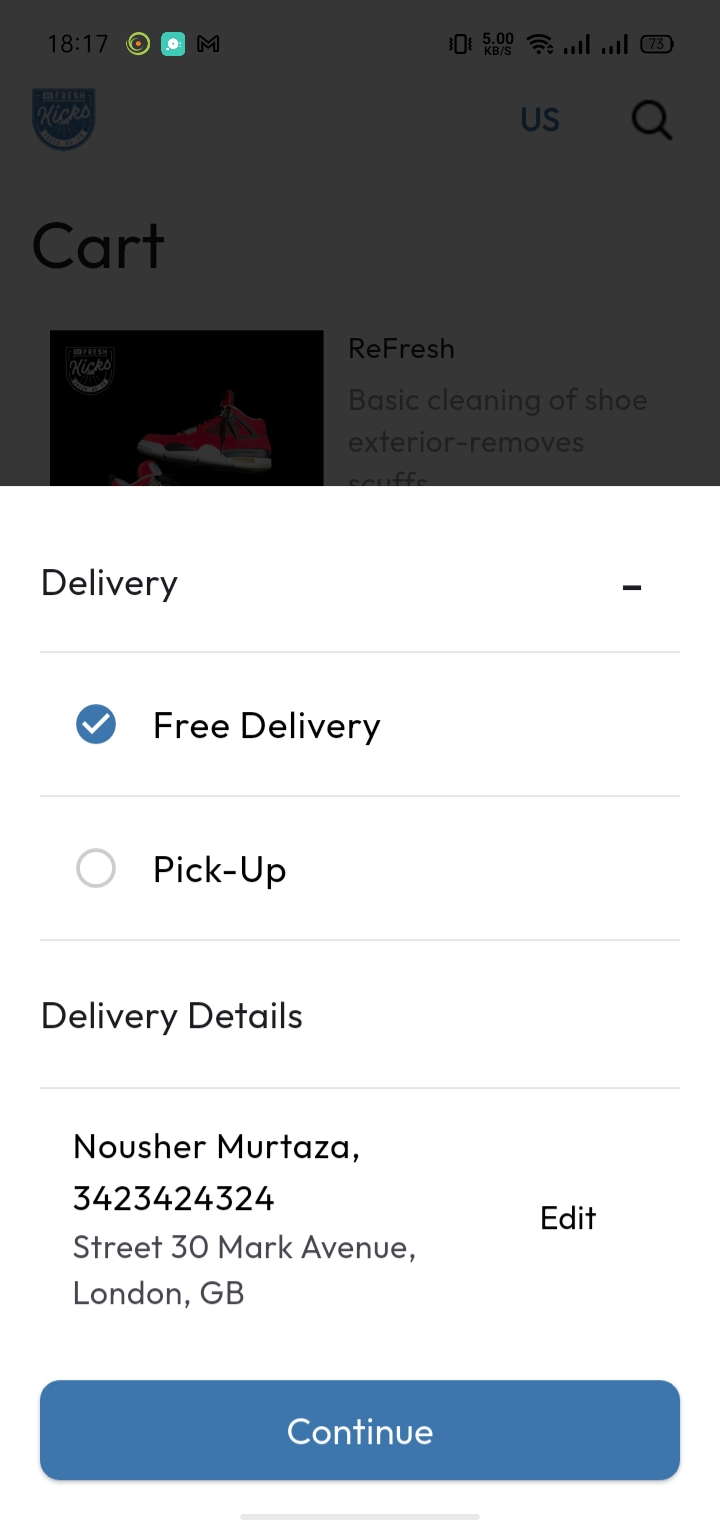 18:17
5.00
KB/S
73
FRESH
Kicks
US
Cart
FRESH
Kicks
ReFresh
Basic cleaning of shoe
exterior-removes
scuffs
Delivery
Free Delivery
Pick-Up
Delivery Details
Nousher Murtaza,
3423424324
Edit
Street 30 Mark Avenue,
London, GB
Continue